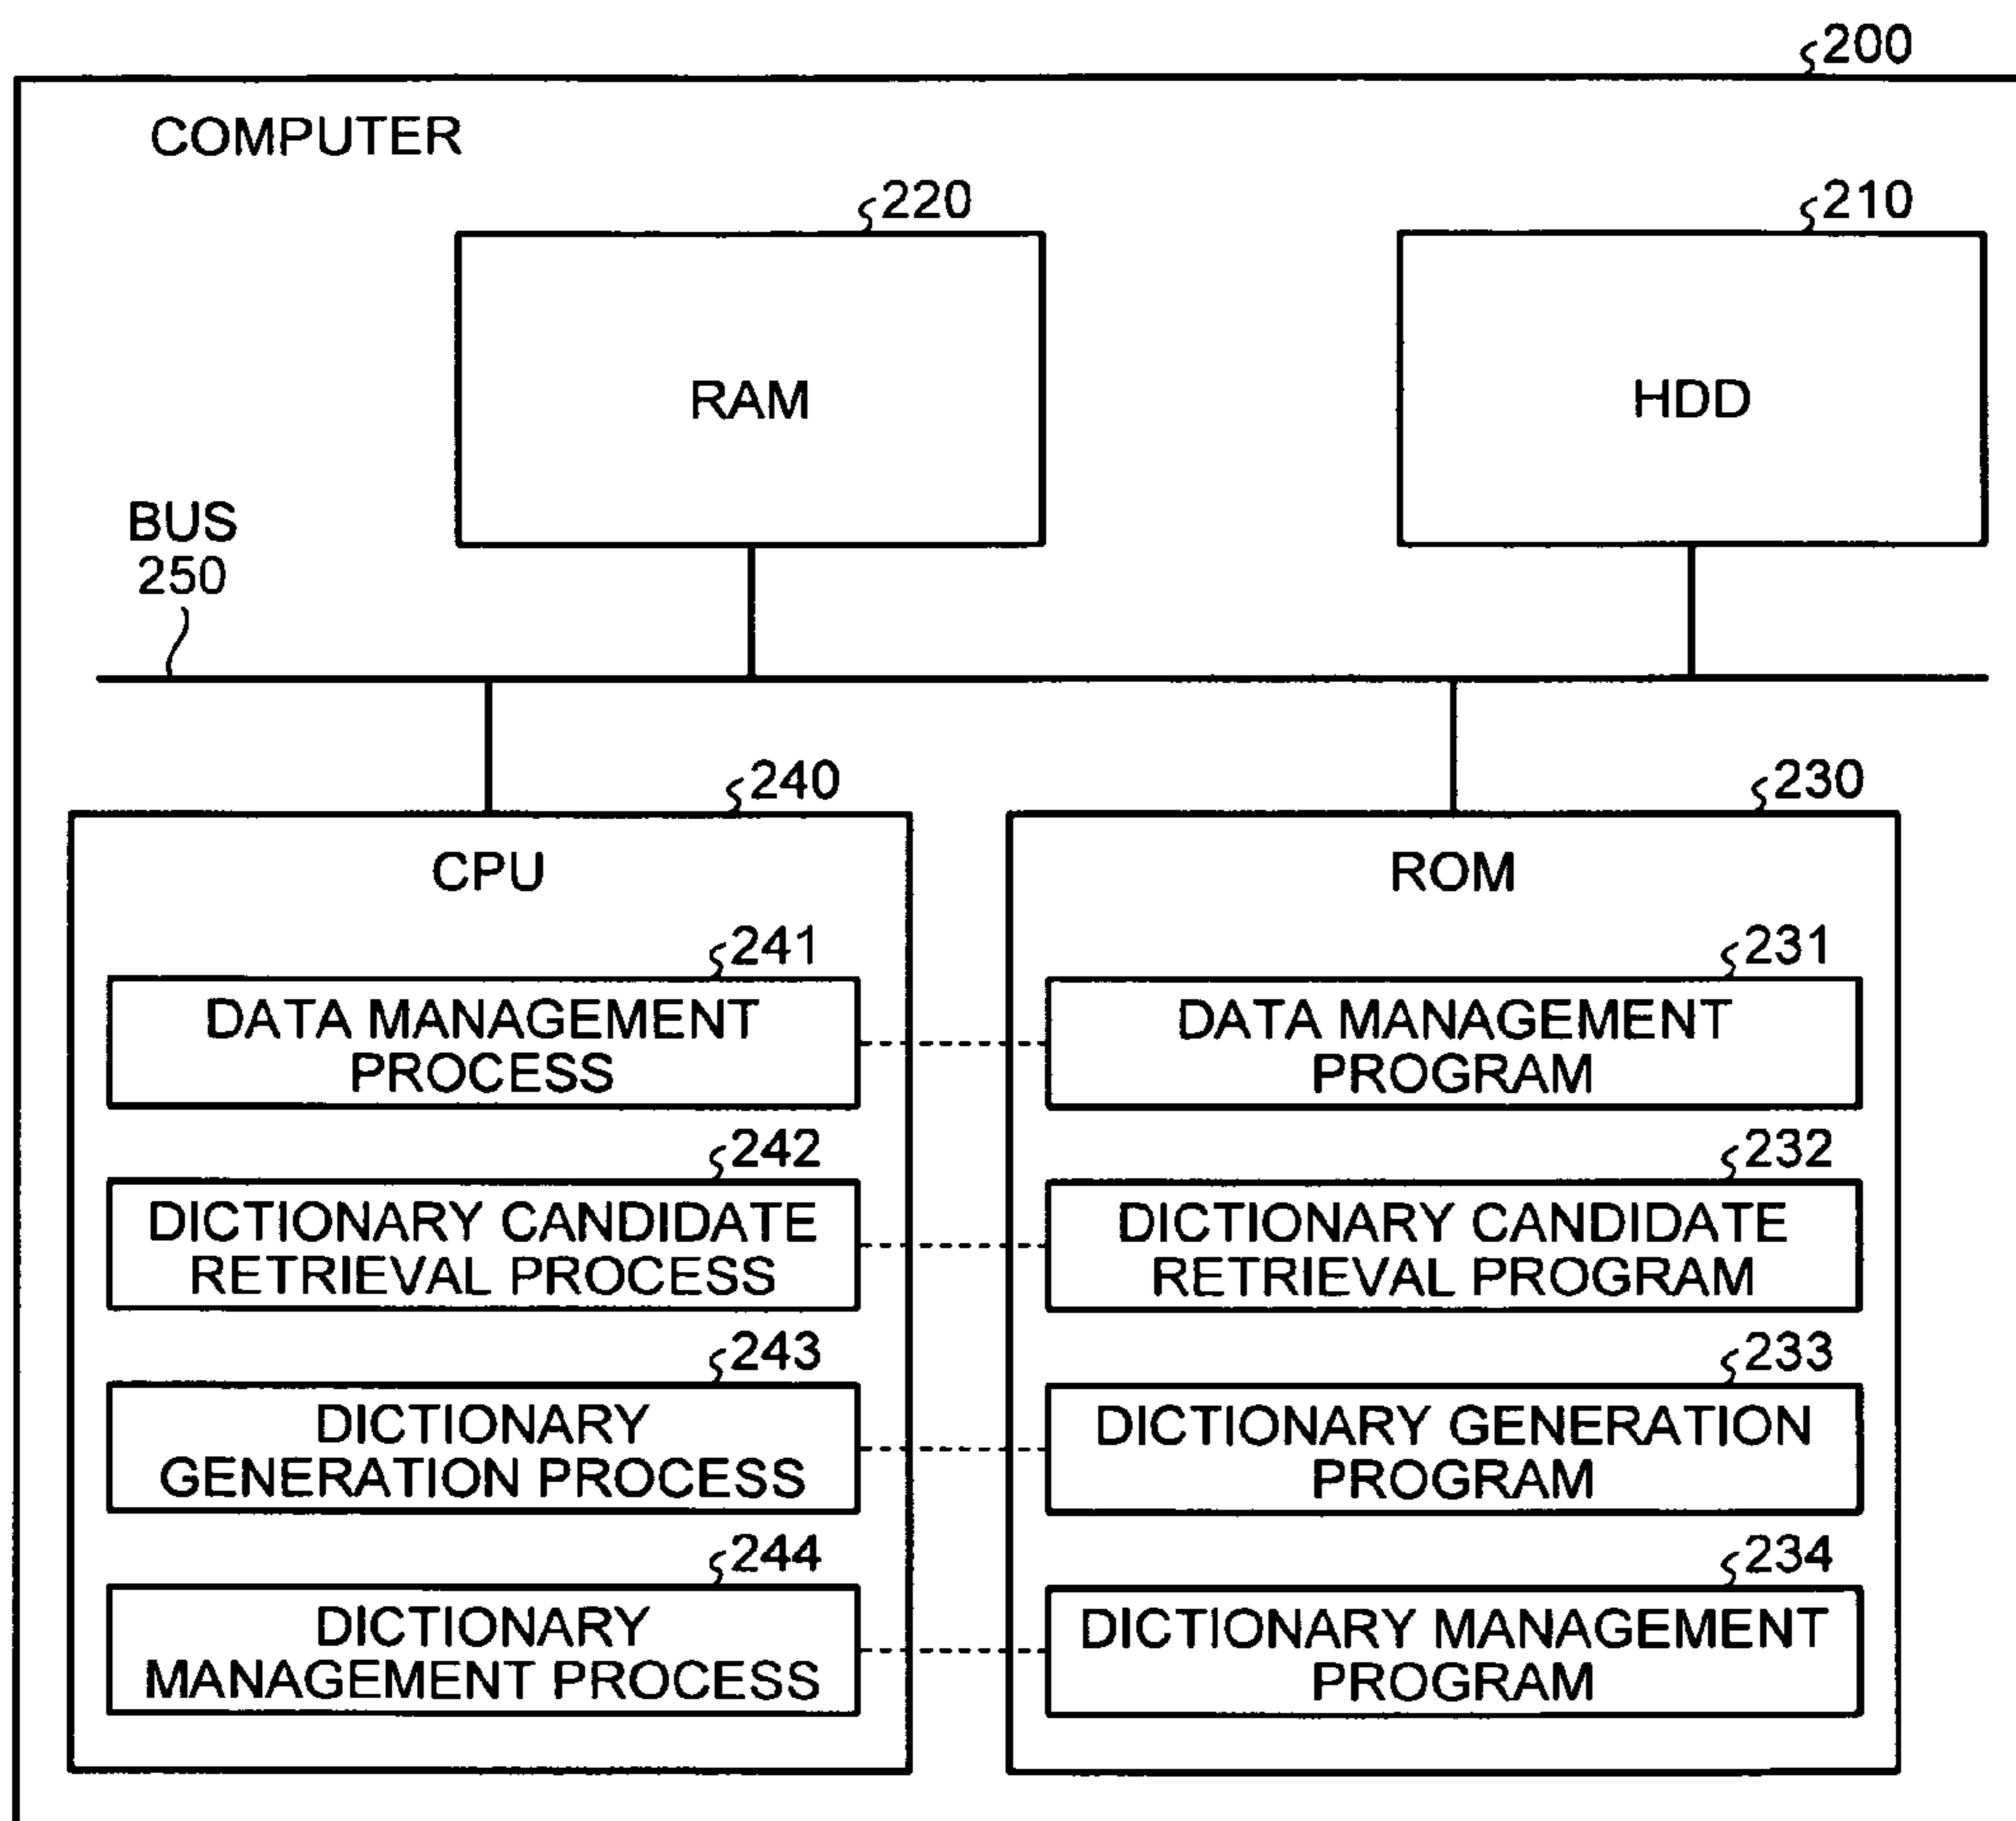 200
COMPUTER
220
210
RAM
HDD
BUS
250
240
230
CPU
ROM
241
231
DATA MANAGEMENT
PROCESS
DATA MANAGEMENT
PROGRAM
242
232
DICTIONARY CANDIDATE
RETRIEVAL PROCESS
DICTIONARY CANDIDATE
RETRIEVAL PROGRAM
243
233
DICTIONARY
GENERATION PROCESS
DICTIONARY GENERATION
PROGRAM
244
234
DICTIONARY
MANAGEMENT PROCESS
DICTIONARY MANAGEMENT
PROGRAM